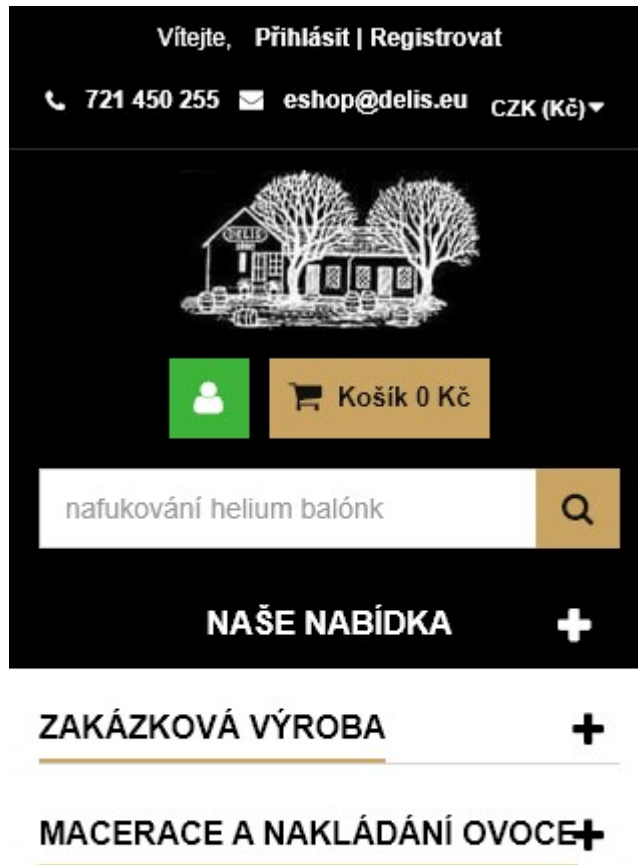 Vítejte, Přihlásit | Registrovat
721 450 255 eshop@delis.eu CZK (Kč)
DELIS
Košík 0 Kč
nafukování helium balónk
NAŠE NABÍDKA
ZAKÁZKOVÁ VÝROBA
MACERACE A NAKLÁDÁNÍ OVOCE